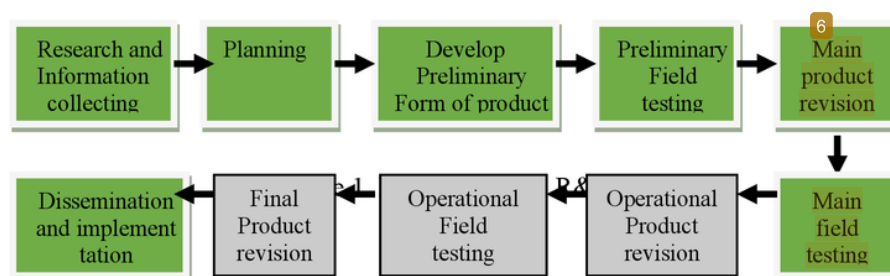 6
Research and
Information
collecting
Planning
Develop
Preliminary
Form of product
Preliminary
Field
testing
Main
product
revision
Dissemination
and implement
tation
Final
Product
revision
Operational
Field
testing
Operational
Product
revision
Main
field
testing